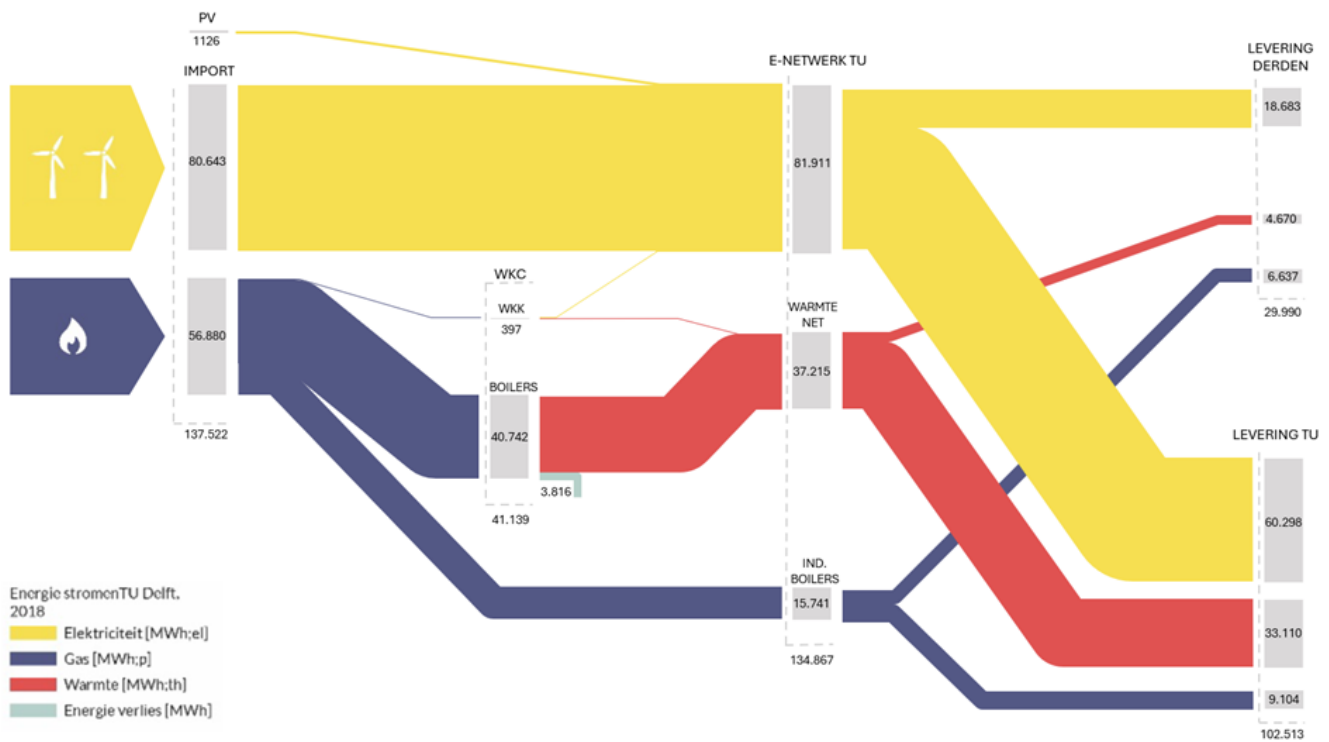 PV
1126
IMPORT
80.643
56.880
137.522
WKC
WKK
397
BOILERS
40.742
3.816
41.139
E-NETWERK TU
81.911
WARMTE
NET
37.215
IND.
BOILERS
15.741
134.867
LEVERING
DERDEN
18.683
4.670
6.637
29.990
LEVERING TU
60.298
33.110
9.104
102.513
Energie stromenTU Delft,
2018
Elektriciteit [MWh;el]
Gas [MWh;p]
Warmte [MWh;th]
Energie verlies [MWh]